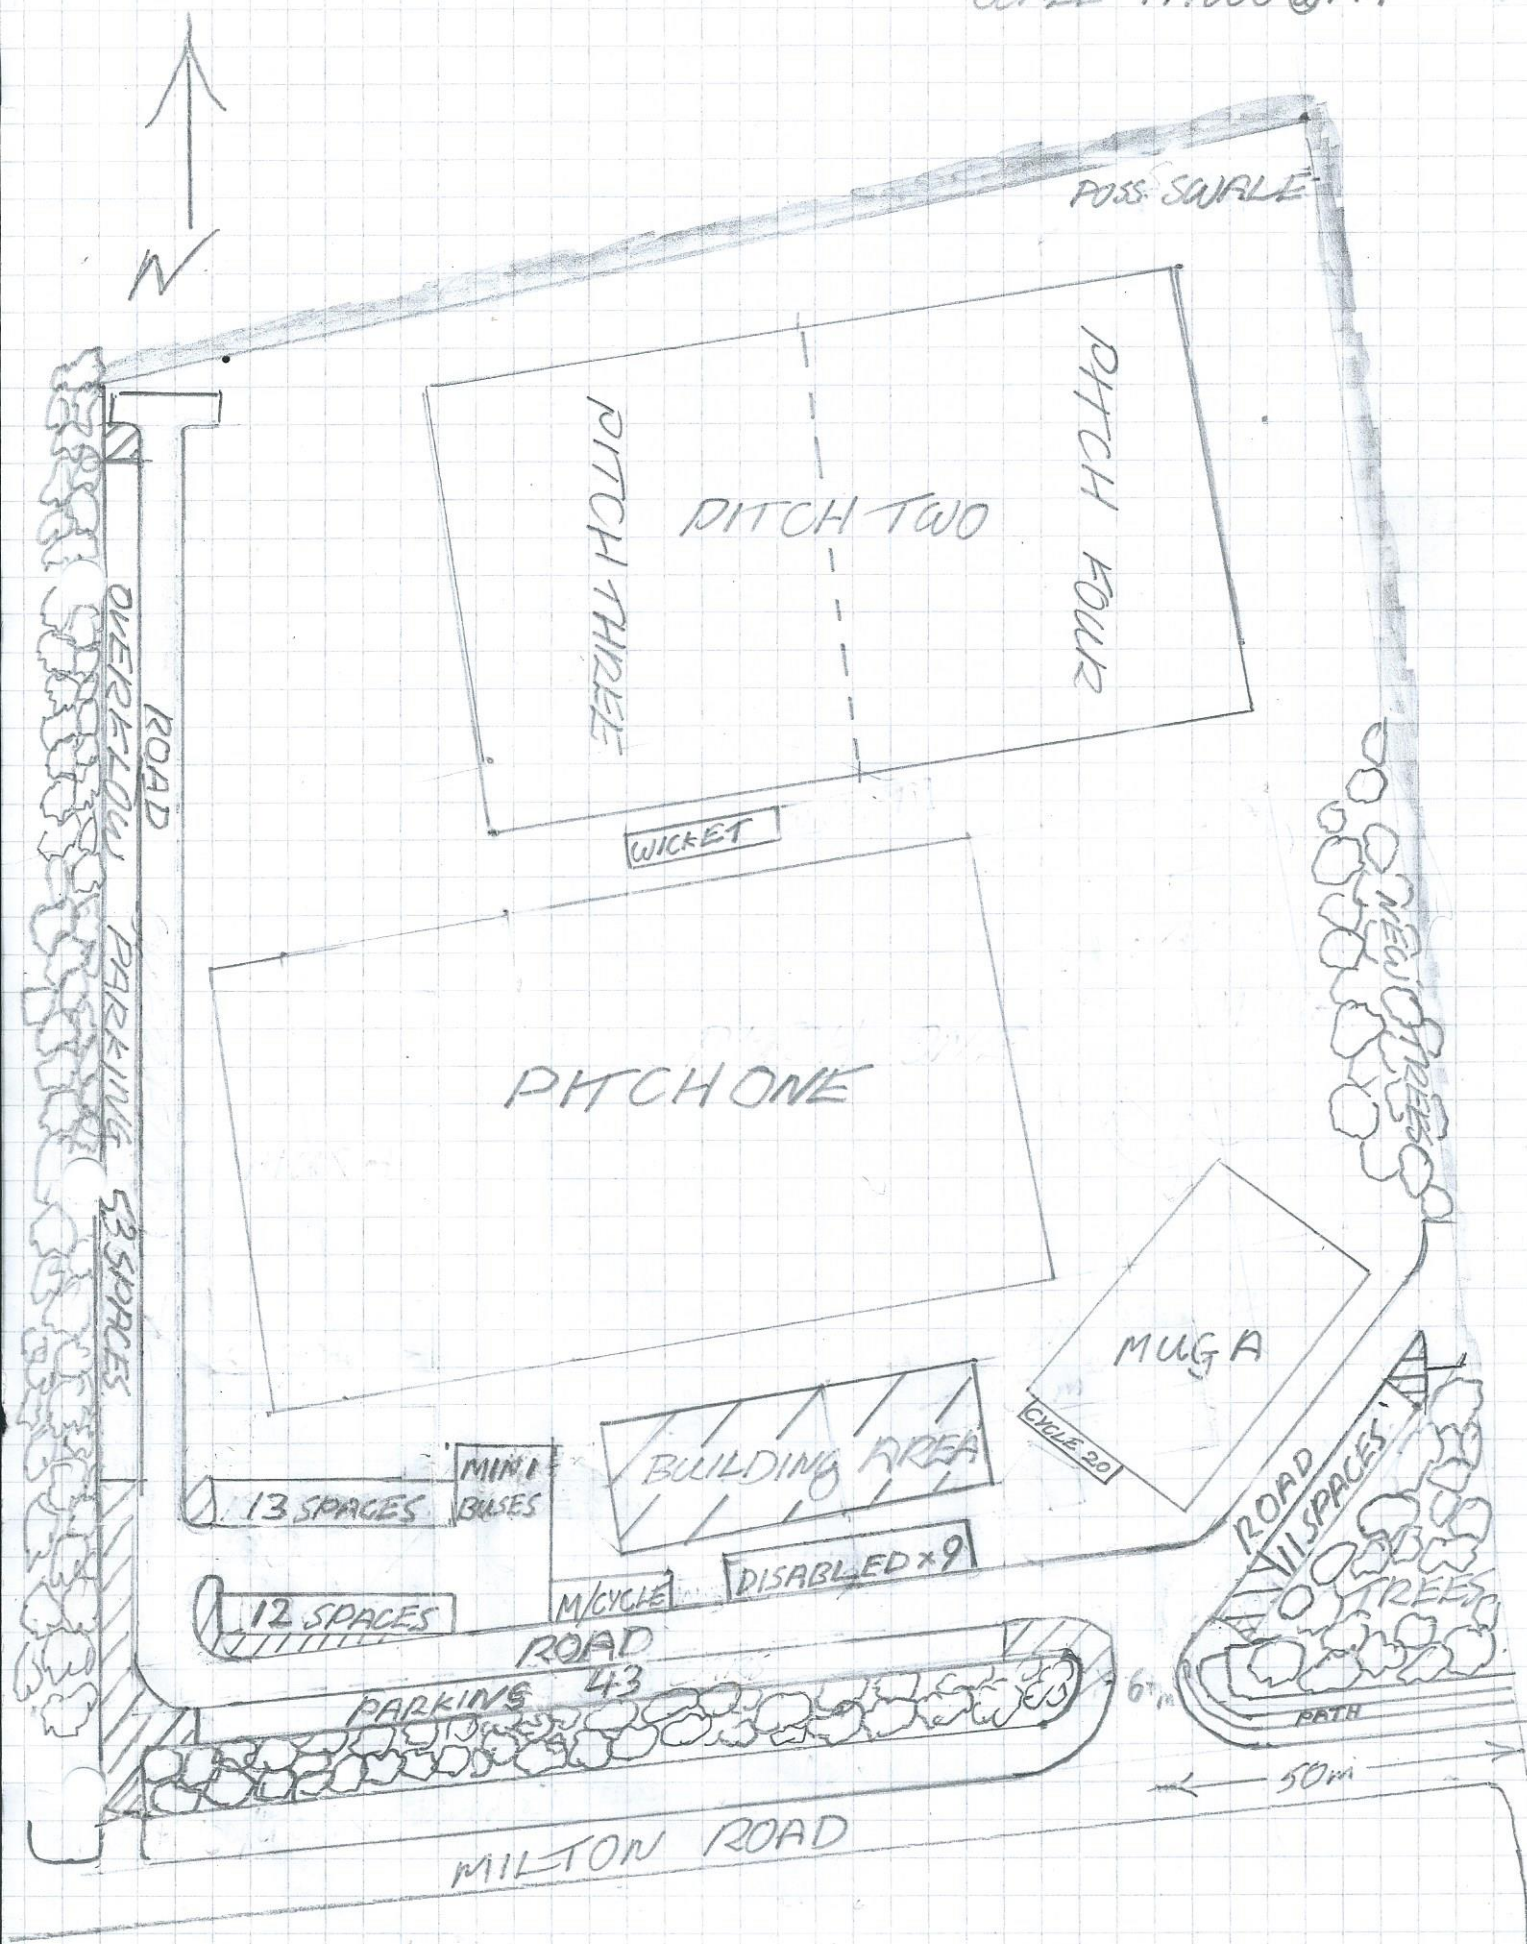 N
POSS SWALE
PITCH THREE
PITCH TWO
PITCH FOUR
ROAD
OVERFLOW PARKING 53 SPACES
WICKET
NEW TREES
PITCH ONE
MUGA
CYCLE 20
BUILDING AREA
MINI
BUSES
13 SPACES
ROAD
11 SPACES
DISABLED x 9
M/CYCLE
12 SPACES
TREES
ROAD
PARKING 43
PATH
50m
MILTON ROAD